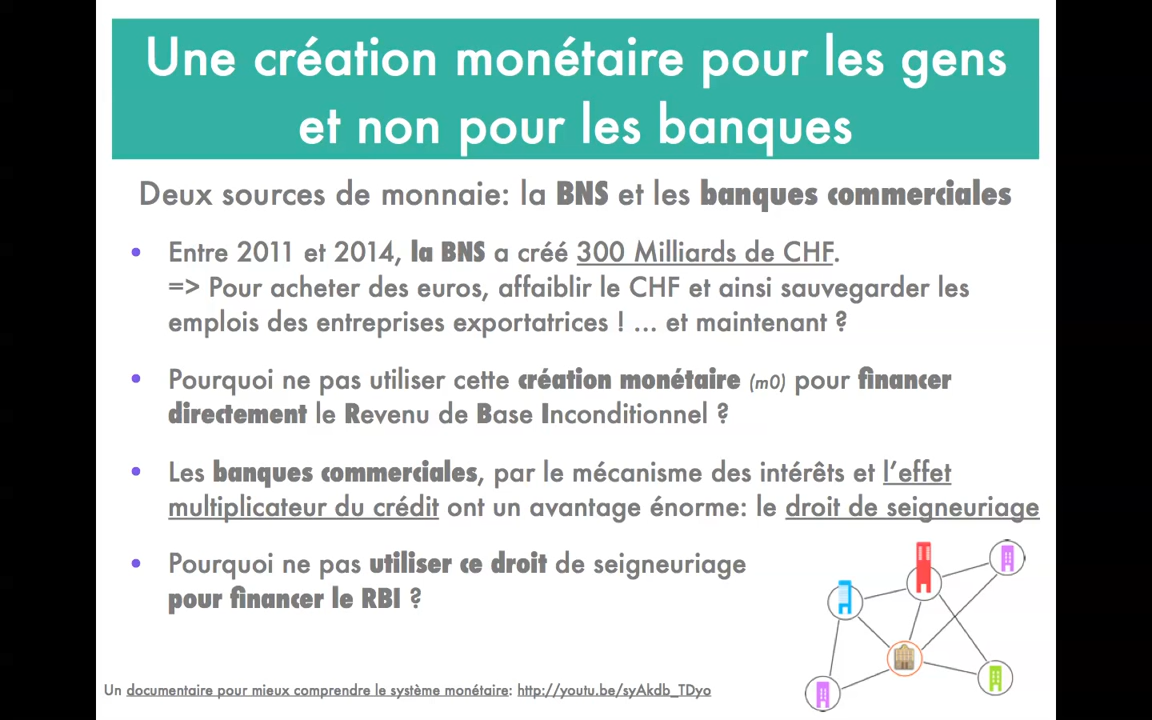 Une création monétaire pour les gens
et non pour les banques
Deux sources de monnaie: la BNS et les banques commerciales
• Entre 2011 et 2014, la BNS a créé 300 Milliards de CHF.
=> Pour acheter des euros, affaiblir le CHF et ainsi sauvegarder les
emplois des entreprises exportatrices ! ... et maintenant ?
• Pourquoi ne pas utiliser cette création monétaire (m0) pour financer
directement le Revenu de Base Inconditionnel ?
• Les banques commerciales, par le mécanisme des intérêts et l’effet
multiplicateur du crédit ont un avantage énorme: le droit de seigneuriage
• Pourquoi ne pas utiliser ce droit de seigneuriage
pour financer le RBI ?
Un documentaire pour mieux comprendre le système monétaire: http://youtu.be/syAkdb_TDyo